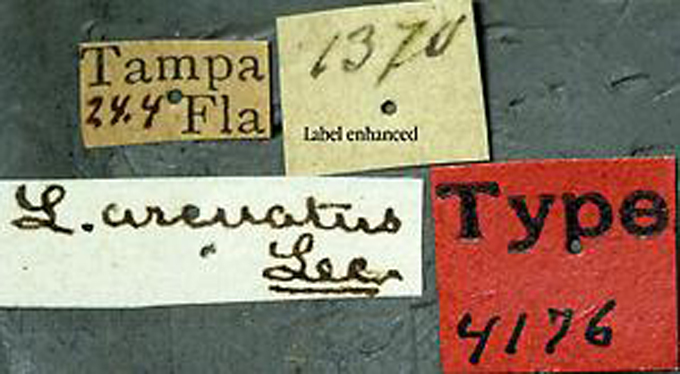 Tampa
24.4 Fla
1370
Label enhanced
L. arcuatus
Lec.
Type
4176